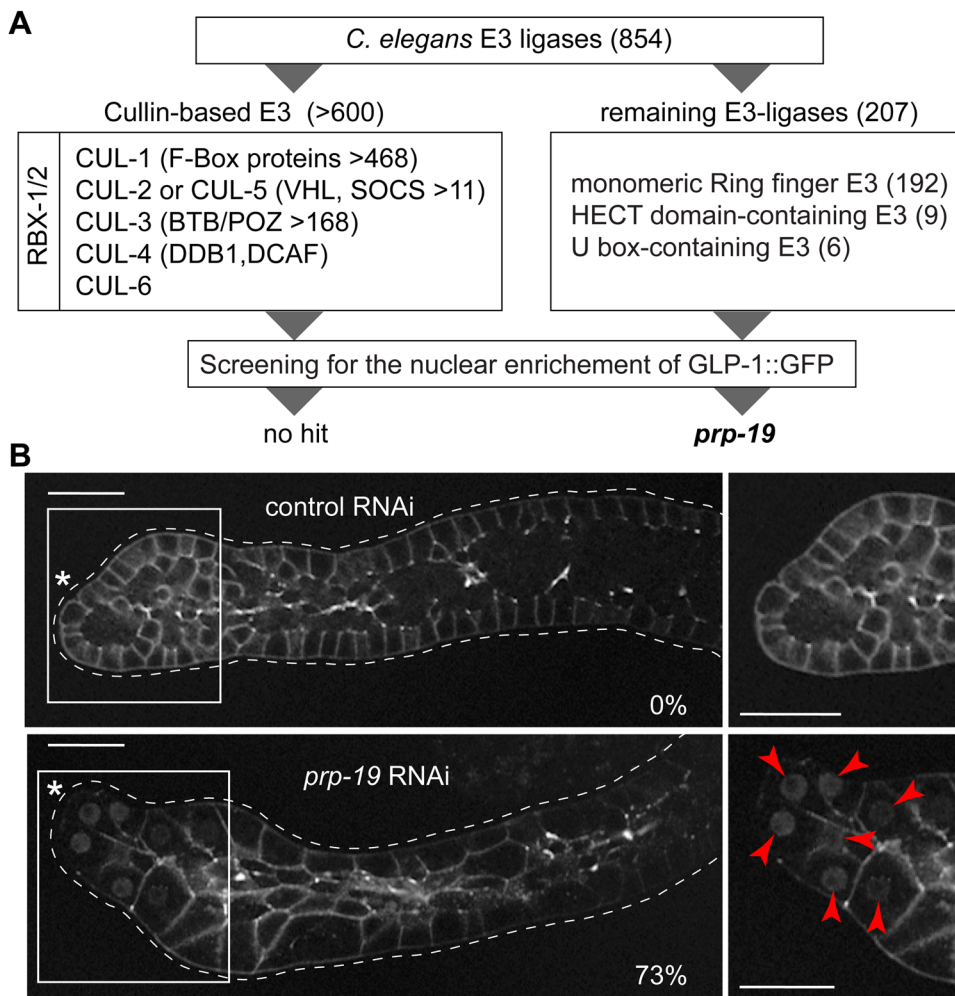 A
C. elegans E3 ligases (854)
Cullin-based E3 (>600)
remaining E3-ligases (207)
RBX-1/2
CUL-1 (F-Box proteins >468)
CUL-2 or CUL-5 (VHL, SOCS >11)
CUL-3 (BTB/POZ >168)
CUL-4 (DDB1,DCAF)
CUL-6
monomeric Ring finger E3 (192)
HECT domain-containing E3 (9)
U box-containing E3 (6)
Screening for the nuclear enrichement of GLP-1::GFP
no hit
prp-19
B
control RNAi
*
0%
prp-19 RNAi
*
73%